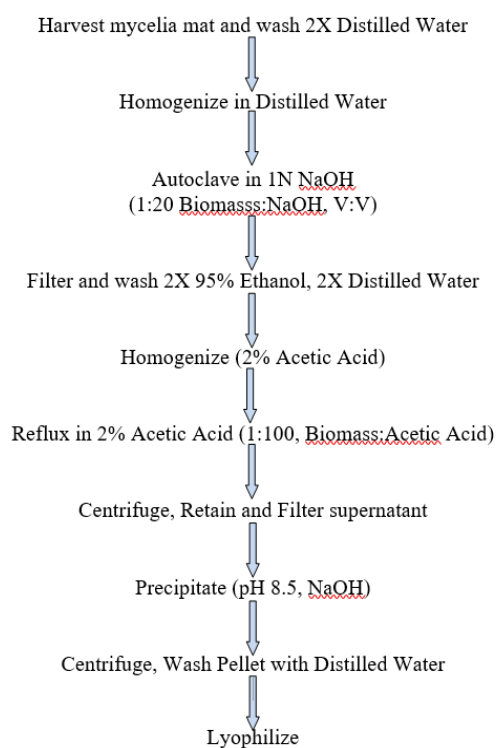 Harvest mycelia mat and wash 2X Distilled Water
Homogenize in Distilled Water
Autoclave in 1N NaOH
(1:20 Biomasss:NaOH, V:V)
Filter and wash 2X 95% Ethanol, 2X Distilled Water
Homogenize (2% Acetic Acid)
Reflux in 2% Acetic Acid (1:100, Biomass:Acetic Acid)
Centrifuge, Retain and Filter supernatant
Precipitate (pH 8.5, NaOH)
Centrifuge, Wash Pellet with Distilled Water
Lyophilize